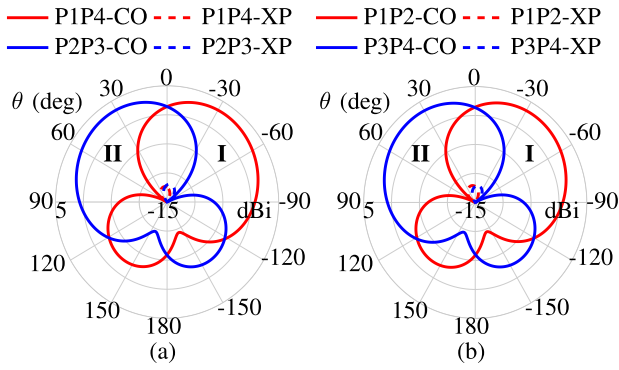 P1P4-CO P1P4-XP P1P2-CO P1P2-XP
P2P3-CO P2P3-XP P3P4-CO P3P4-XP
0 0
30 -30 30 -30
θ (deg) θ (deg)
60 -60 60 -60
II I II I
90 5 -15 dBi -90 90 5 -15 dBi -90
120 -120 120 -120
150 -150 150 -150
180 180
(a) (b)